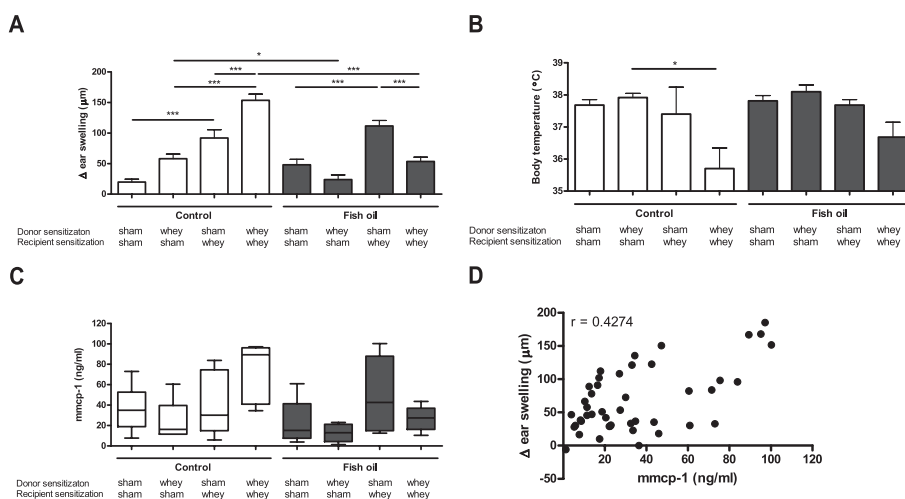 A
*
***
***
***
***
***
***
Δ ear swelling (μm)
200
150
100
50
0
Control
Fish oil
Donor sensitizaton
sham whey sham whey sham whey sham whey
Recipient sensitization
sham sham whey whey sham sham whey whey
B
*
Body temperature (°C)
39
38
37
36
35
Control
Fish oil
Donor sensitization
sham whey sham whey sham whey sham whey
Recipient sensitization
sham sham whey whey sham sham whey whey
C
mmcp-1 (ng/ml)
120
100
80
60
40
20
0
Control
Fish oil
Donor sensitization
sham whey sham whey sham whey sham whey
Recipient sensitization
sham sham whey whey sham sham whey whey
D
r = 0.4274
Δ ear swelling (μm)
200
150
100
50
0
-50
20 40 60 80 100 120
mmcp-1 (ng/ml)